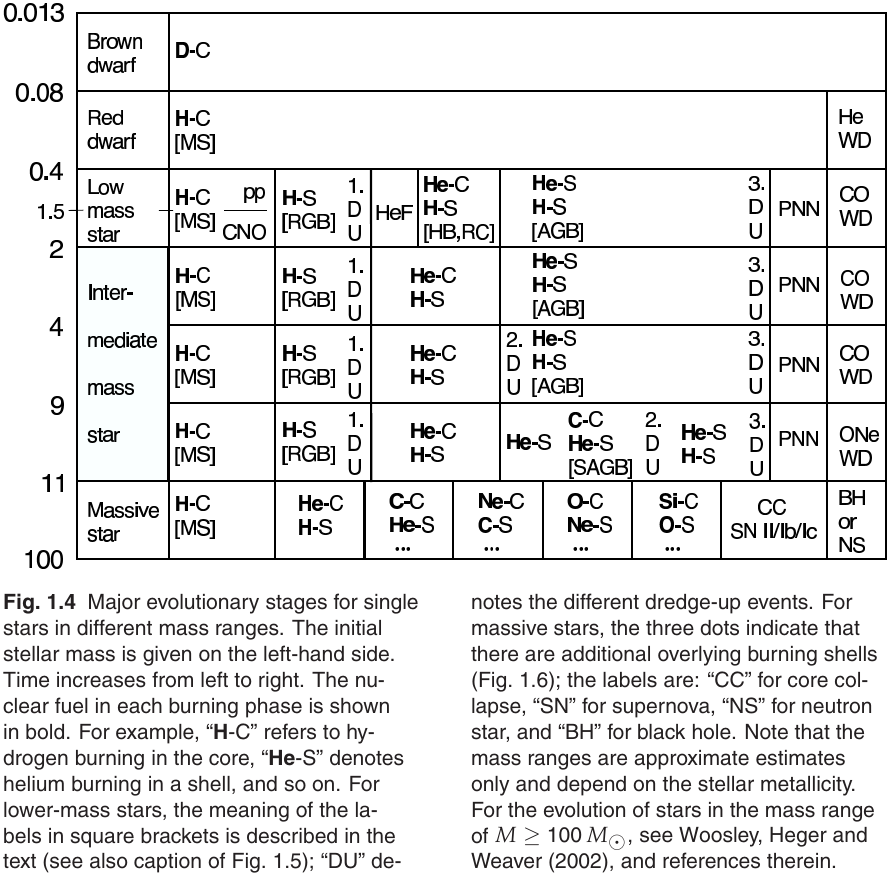 0.013
Brown
dwarf
D-C
0.08
Red
dwarf
H-C
[MS]
He
WD
0.4
Low
1.5
mass
star
H-C
[MS]
pp
CNO
H-S
[RGB]
1.
D
U
HeF
He-C
H-S
[HB,RC]
He-S
H-S
[AGB]
3.
D
U
PNN
CO
WD
2
Inter-
mediate
mass
star
H-C
[MS]
H-S
[RGB]
1.
D
U
He-C
H-S
He-S
H-S
[AGB]
3.
D
U
PNN
CO
WD
4
H-C
[MS]
H-S
[RGB]
1.
D
U
He-C
H-S
2.
D
U
He-S
H-S
[AGB]
3.
D
U
PNN
CO
WD
9
H-C
[MS]
H-S
[RGB]
1.
D
U
He-C
H-S
He-S
C-C
He-S
[SAGB]
2.
D
U
He-S
H-S
3.
D
U
PNN
ONe
WD
11
Massive
star
H-C
[MS]
He-C
H-S
C-C
He-S
...
Ne-C
C-S
...
O-C
Ne-S
...
Si-C
O-S
...
CC
SN II/Ib/Ic
BH
or
NS
100
Fig. 1.4 Major evolutionary stages for single
stars in different mass ranges. The initial
stellar mass is given on the left-hand side.
Time increases from left to right. The nu-
clear fuel in each burning phase is shown
in bold. For example, “H-C” refers to hy-
drogen burning in the core, “He-S” denotes
helium burning in a shell, and so on. For
lower-mass stars, the meaning of the la-
bels in square brackets is described in the
text (see also caption of Fig. 1.5); “DU” de-
notes the different dredge-up events. For
massive stars, the three dots indicate that
there are additional overlying burning shells
(Fig. 1.6); the labels are: “CC” for core col-
lapse, “SN” for supernova, “NS” for neutron
star, and “BH” for black hole. Note that the
mass ranges are approximate estimates
only and depend on the stellar metallicity.
For the evolution of stars in the mass range
of M ≥ 100 M⊙, see Woosley, Heger and
Weaver (2002), and references therein.